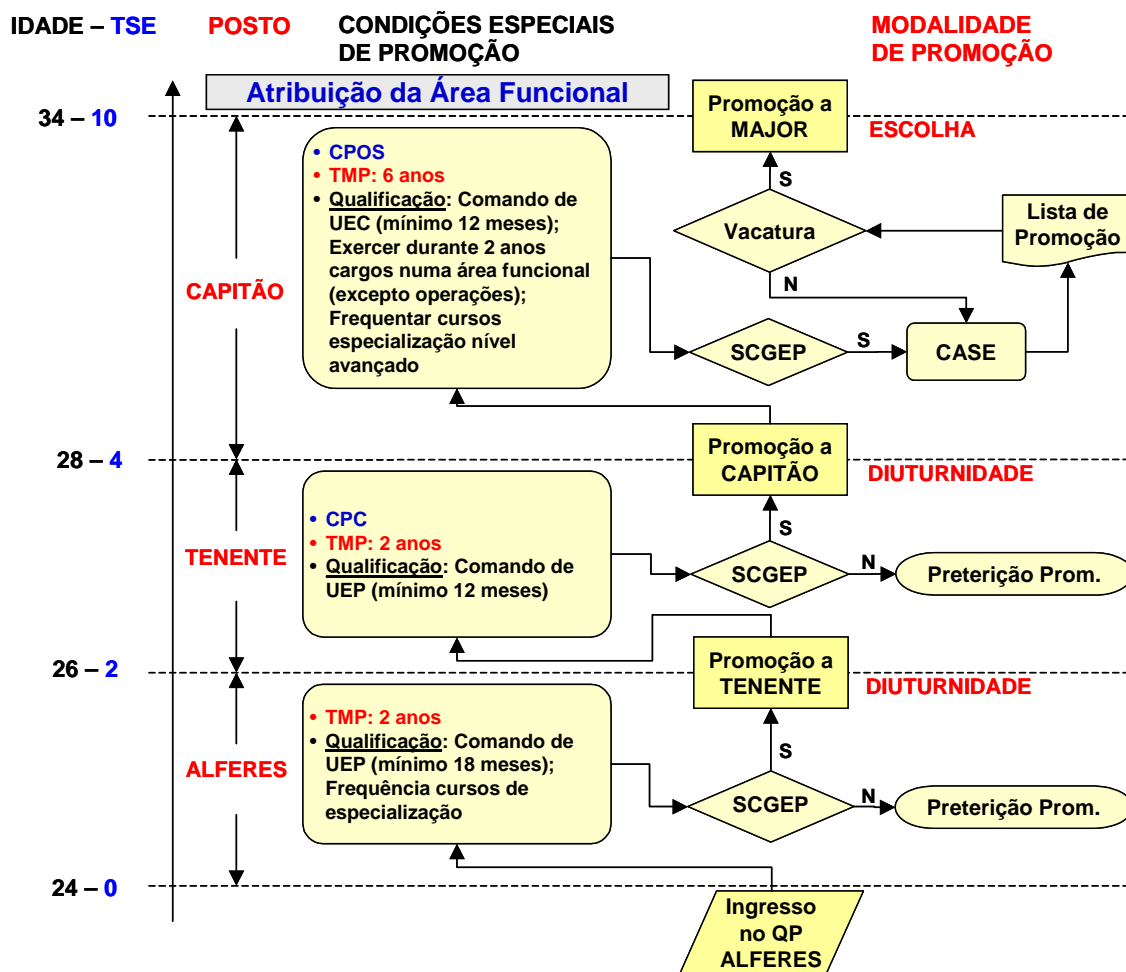 IDADE – TSE
POSTO
CONDIÇÕES ESPECIAIS
DE PROMOÇÃO
MODALIDADE
DE PROMOÇÃO
Atribuição da Área Funcional
34 – 10
Promoção a
MAJOR
ESCOLHA
• CPOS
• TMP: 6 anos
• Qualificação: Comando de
UEC (mínimo 12 meses);
Exercer durante 2 anos
cargos numa área funcional
(excepto operações);
Frequentar cursos
especialização nível
avançado
S
Vacatura
Lista de
Promoção
N
CAPITÃO
SCGEP
S
CASE
28 – 4
Promoção a
CAPITÃO
DIUTURNIDADE
• CPC
• TMP: 2 anos
• Qualificação: Comando de
UEP (mínimo 12 meses)
S
TENENTE
SCGEP
N
Preterição Prom.
26 – 2
Promoção a
TENENTE
DIUTURNIDADE
• TMP: 2 anos
• Qualificação: Comando de
UEP (mínimo 18 meses);
Frequência cursos de
especialização
S
ALFERES
SCGEP
N
Preterição Prom.
24 – 0
Ingresso
no QP
ALFERES